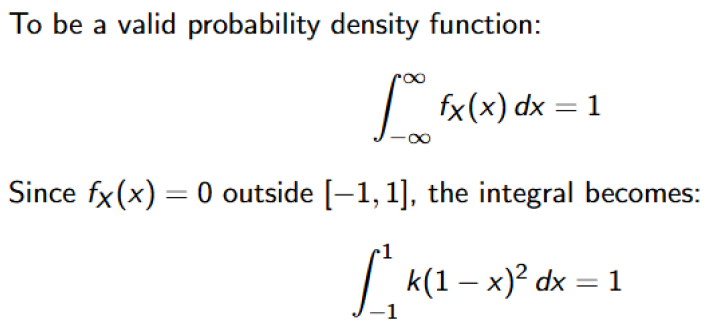 To be a valid probability density function:
∫_{-∞}^{∞} f_X(x) dx = 1
Since f_X(x) = 0 outside [−1, 1], the integral becomes:
∫_{-1}^{1} k(1 − x)² dx = 1